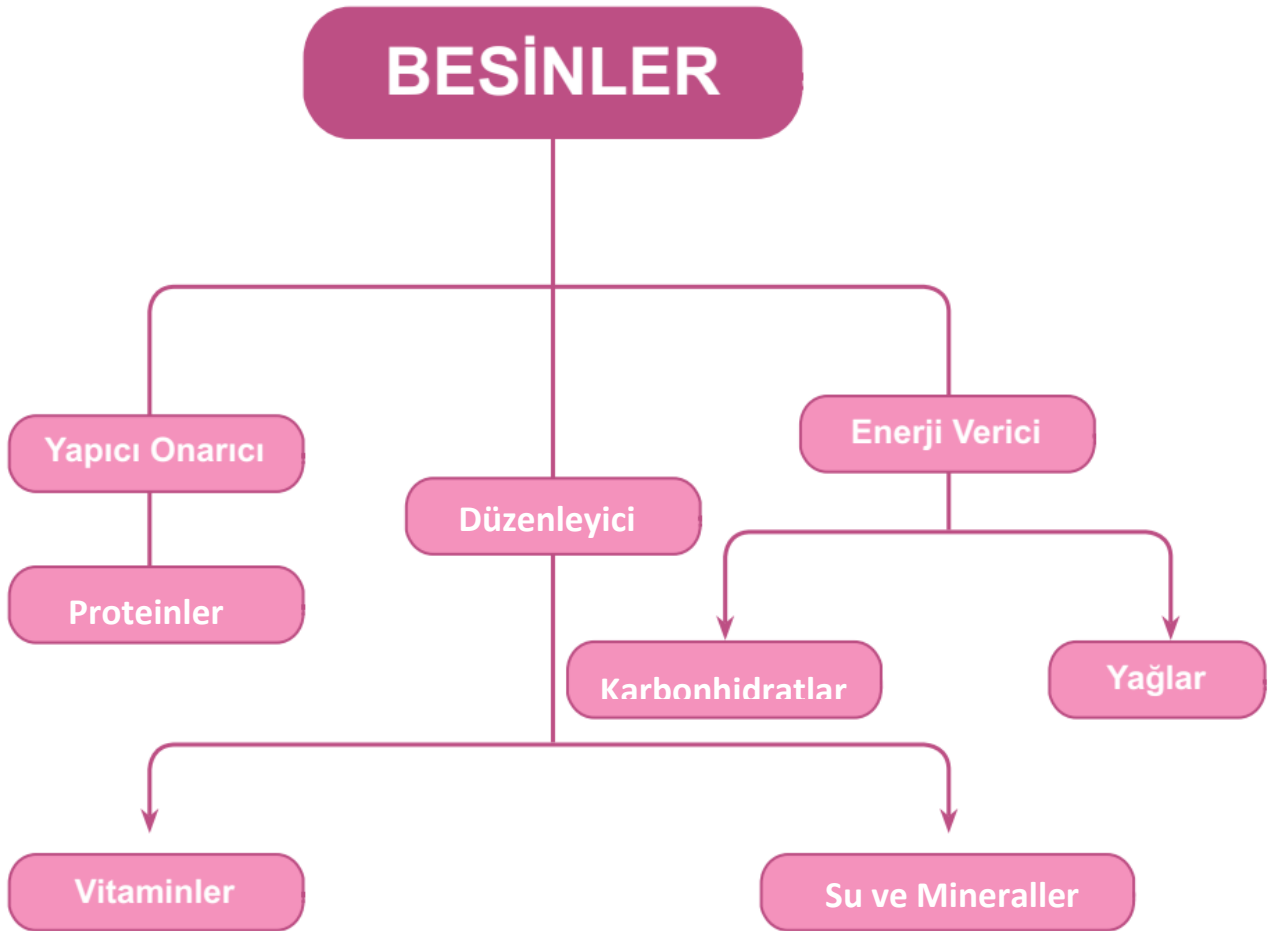 BESİNLER
Yapıcı Onarıcı
Enerji Verici
Düzenleyici
Proteinler
Karbonhidratlar
Yağlar
Vitaminler
Su ve Mineraller